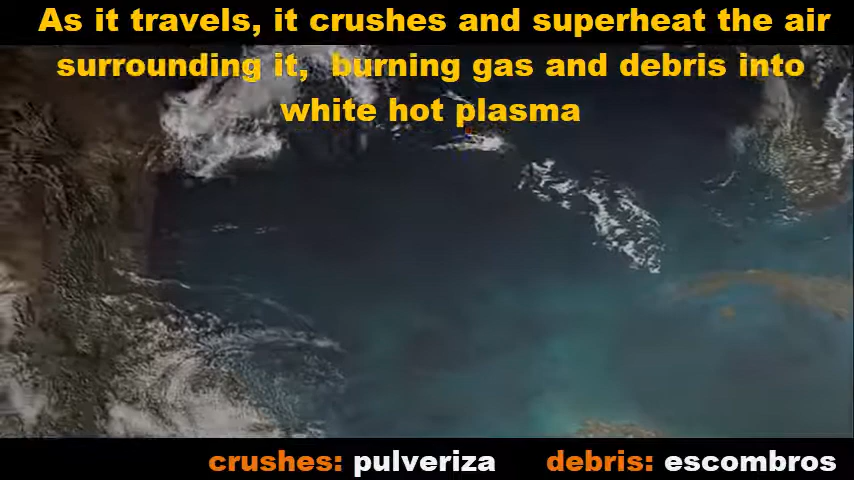 As it travels, it crushes and superheat the air
surrounding it,  burning gas and debris into
white hot plasma
crushes: pulveriza debris: escombros